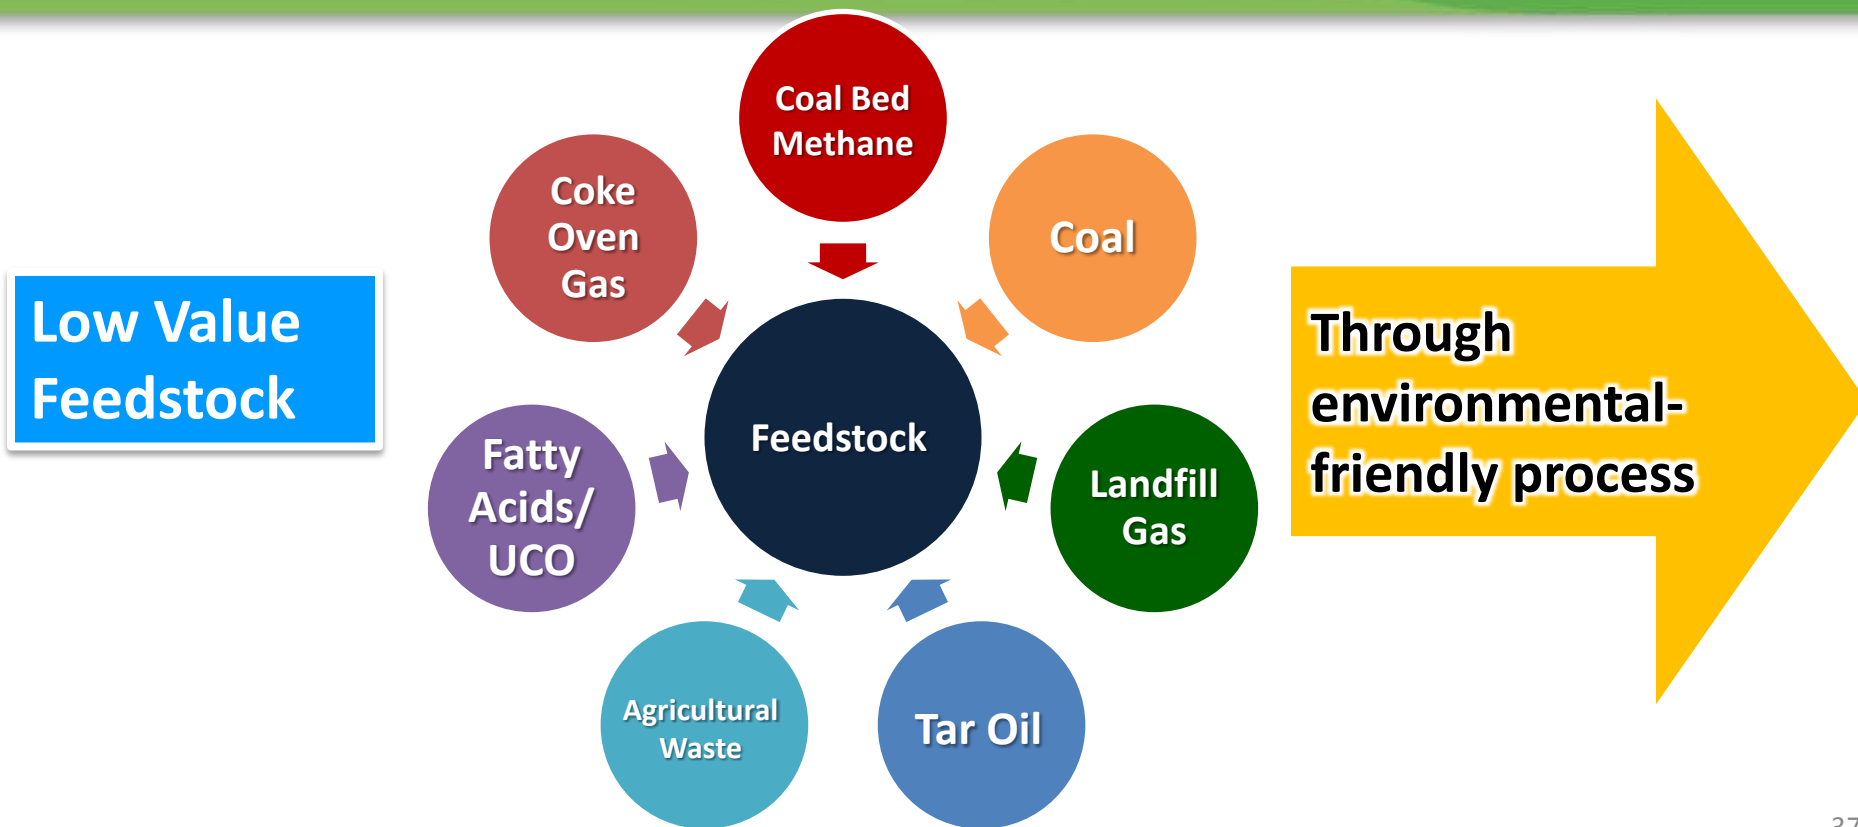 Low Value
Feedstock
Coal Bed
Methane
Coal
Landfill
Gas
Tar Oil
Agricultural
Waste
Fatty
Acids/
UCO
Coke
Oven
Gas
Feedstock
Through
environmental-
friendly process
37